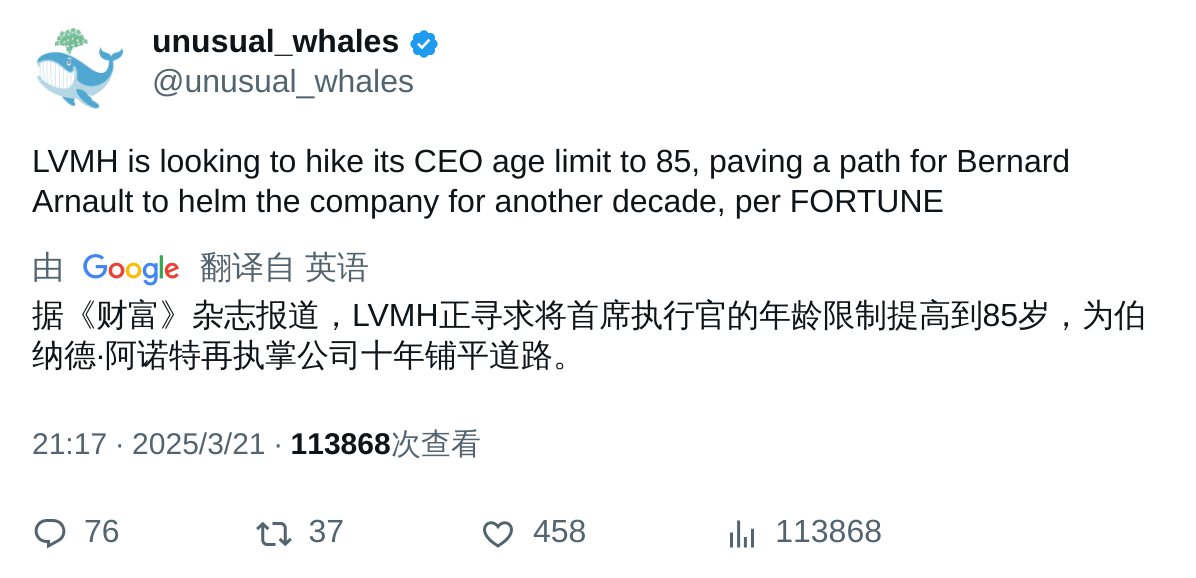 unusual_whales
@unusual_whales
LVMH is looking to hike its CEO age limit to 85, paving a path for Bernard
Arnault to helm the company for another decade, per FORTUNE
由 Google 翻译自 英语
据《财富》杂志报道，LVMH正寻求将首席执行官的年龄限制提高到85岁，为伯
纳德·阿诺特再执掌公司十年铺平道路。
21:17 · 2025/3/21 · 113868次查看
76 37 458 113868